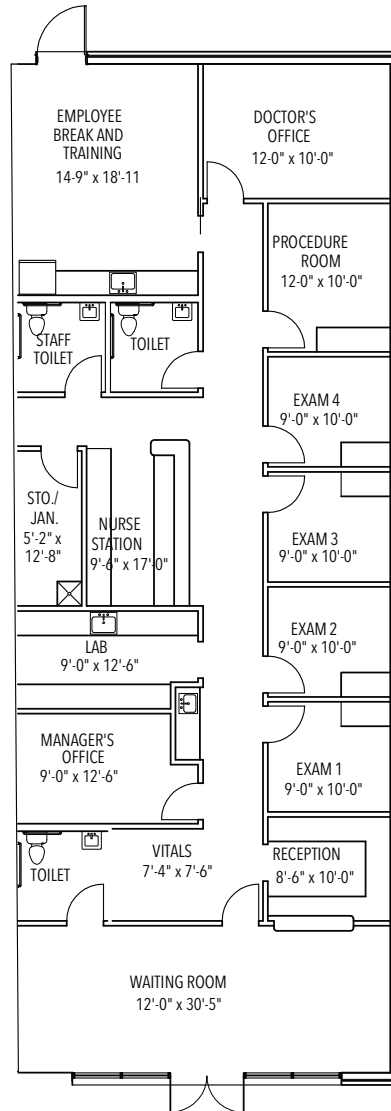 EMPLOYEE
BREAK AND
TRAINING
14-9" x 18'-11
DOCTOR'S
OFFICE
12-0" x 10'-0"
PROCEDURE
ROOM
12-0" x 10'-0"
STAFF
TOILET
TOILET
EXAM 4
9'-0" x 10'-0"
STO./
JAN.
5'-2" x
12'-8"
NURSE
STATION
9'-6" x 17'-0"
EXAM 3
9'-0" x 10'-0"
EXAM 2
9'-0" x 10'-0"
LAB
9'-0" x 12'-6"
MANAGER'S
OFFICE
9'-0" x 12'-6"
EXAM 1
9'-0" x 10'-0"
TOILET
VITALS
7'-4" x 7'-6"
RECEPTION
8'-6" x 10'-0"
WAITING ROOM
12'-0" x 30'-5"